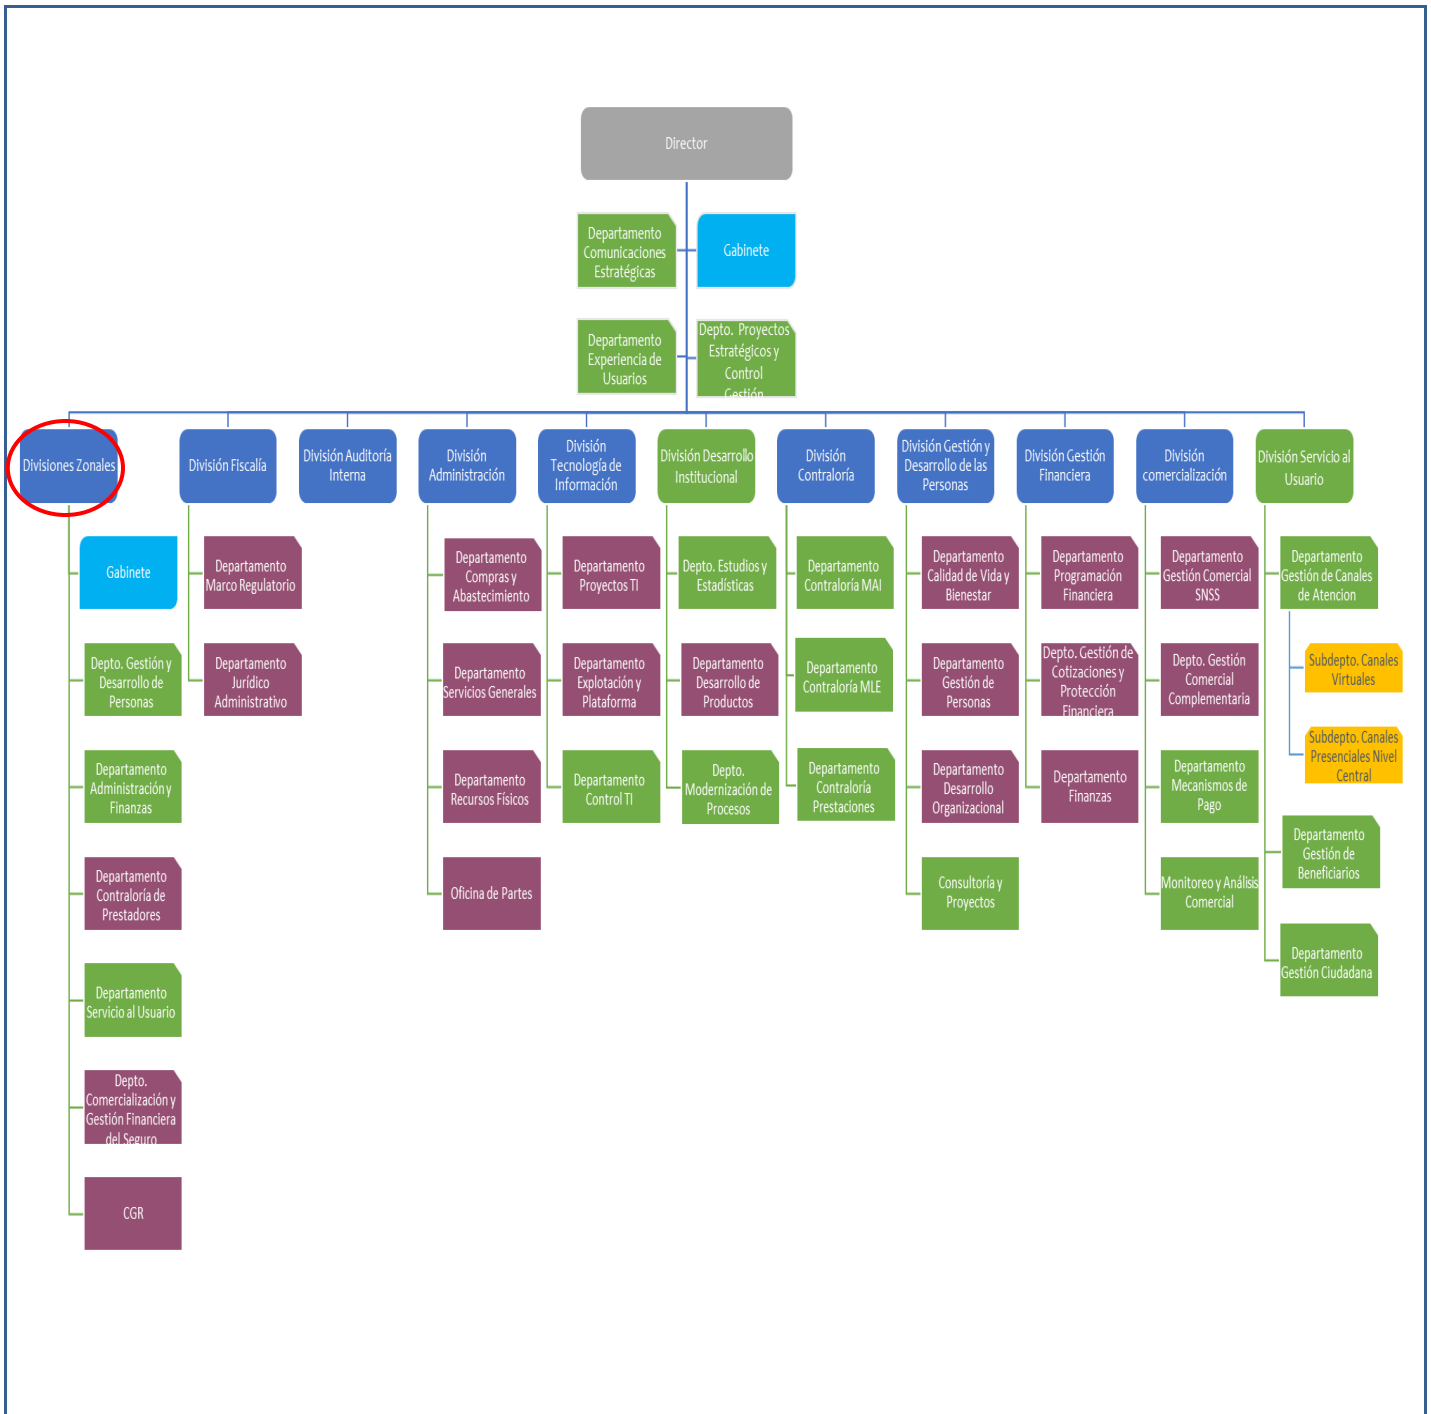 Director
Departamento
Comunicaciones
Estratégicas
Gabinete
Departamento
Experiencia de
Usuarios
Depto. Proyectos
Estratégicos y
Control
Gestión
Divisiones Zonales
División Fiscalía
División Auditoría
Interna
División
Administración
División
Tecnología de
Información
División Desarrollo
Institucional
División
Contraloría
División Gestión y
Desarrollo de las
Personas
División Gestión
Financiera
División
comercialización
División Servicio al
Usuario
Gabinete
Depto. Gestión y
Desarrollo de
Personas
Departamento
Administración y
Finanzas
Departamento
Contraloría de
Prestadores
Departamento
Servicio al Usuario
Depto.
Comercialización y
Gestión Financiera
del Seguro
CGR
Departamento
Marco Regulatorio
Departamento
Jurídico
Administrativo
Departamento
Compras y
Abastecimiento
Departamento
Servicios Generales
Departamento
Recursos Físicos
Oficina de Partes
Departamento
Proyectos TI
Departamento
Explotación y
Plataforma
Departamento
Control TI
Depto. Estudios y
Estadísticas
Departamento
Desarrollo de
Productos
Depto.
Modernización de
Procesos
Departamento
Contraloría MAI
Departamento
Contraloría MLE
Departamento
Contraloría
Prestaciones
Departamento
Calidad de Vida y
Bienestar
Departamento
Gestión de
Personas
Departamento
Desarrollo
Organizacional
Consultoría y
Proyectos
Departamento
Programación
Financiera
Depto. Gestión de
Cotizaciones y
Protección
Financiera
Departamento
Finanzas
Departamento
Gestión Comercial
SNSS
Depto. Gestión
Comercial
Complementaria
Departamento
Mecanismos de
Pago
Monitoreo y Análisis
Comercial
Departamento
Gestión de Canales
de Atencion
Subdepto. Canales
Virtuales
Subdepto. Canales
Presenciales Nivel
Central
Departamento
Gestión de
Beneficiarios
Departamento
Gestión Ciudadana